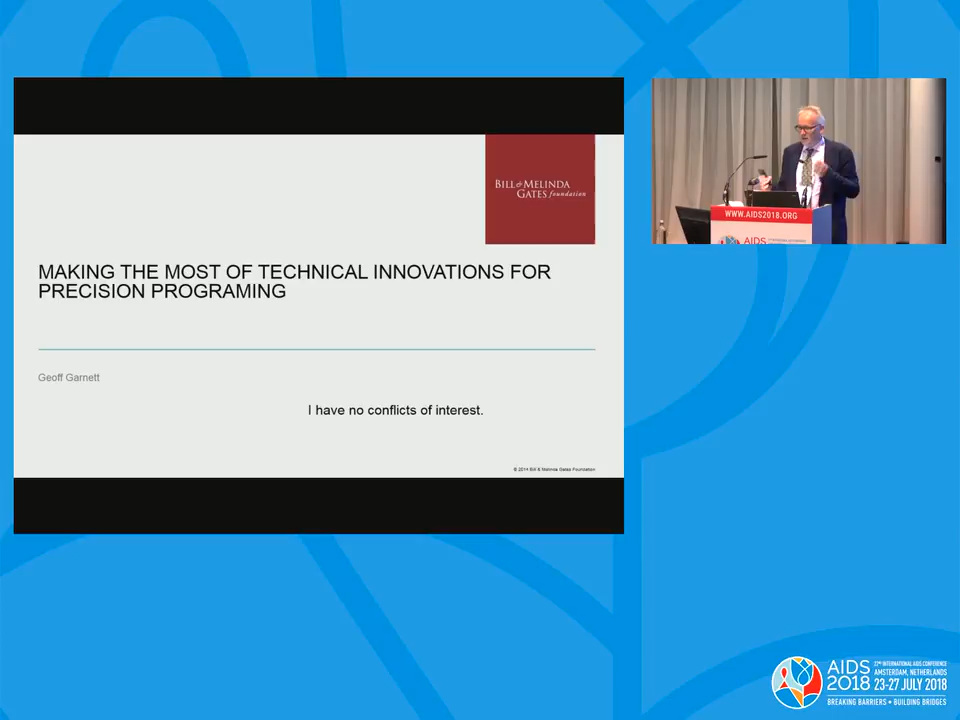 BILL & MELINDA
GATES foundation
MAKING THE MOST OF TECHNICAL INNOVATIONS FOR
PRECISION PROGRAMING
Geoff Garnett
I have no conflicts of interest.
© 2014 Bill & Melinda Gates Foundation
WWW.AIDS2018.ORG
AIDS
AIDS
2018
22ND INTERNATIONAL AIDS CONFERENCE
AMSTERDAM, NETHERLANDS
23-27 JULY 2018
BREAKING BARRIERS • BUILDING BRIDGES